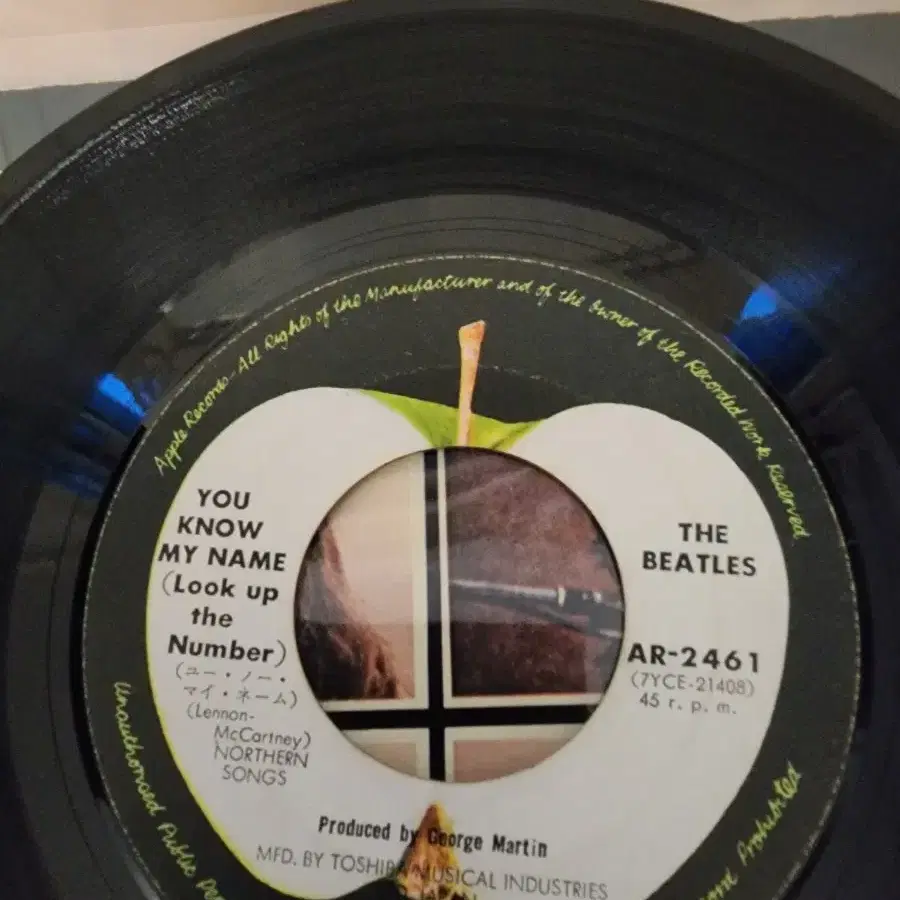 Apple Records-All Rights of the Manufacturer and of the Owner of the Recorded Work Reserved
YOU
KNOW
MY NAME
(Look up
the
Number)
(ユー・ノー・
マイ・ネーム)
(Lennon-
McCartney)
NORTHERN
SONGS
THE
BEATLES
AR-2461
(7YCE-21408)
45 r. p. m.
Produced by George Martin
MFD. BY TOSHIBA MUSICAL INDUSTRIES
JAPAN
Unauthorised Public
Prohibited